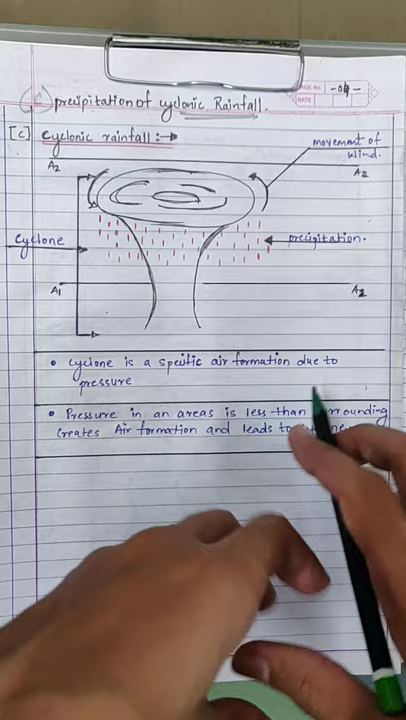 C precipitation of cyclonic Rainfall.
PAGE No. -04-
DATE
[C] cyclonic rainfall:→
movement of
wind.
A2 A2
cyclone
precipitation.
A1 A1
• cyclone is a specific air formation due to
pressure
• Pressure in an areas is less than
creates Air formation and leads to